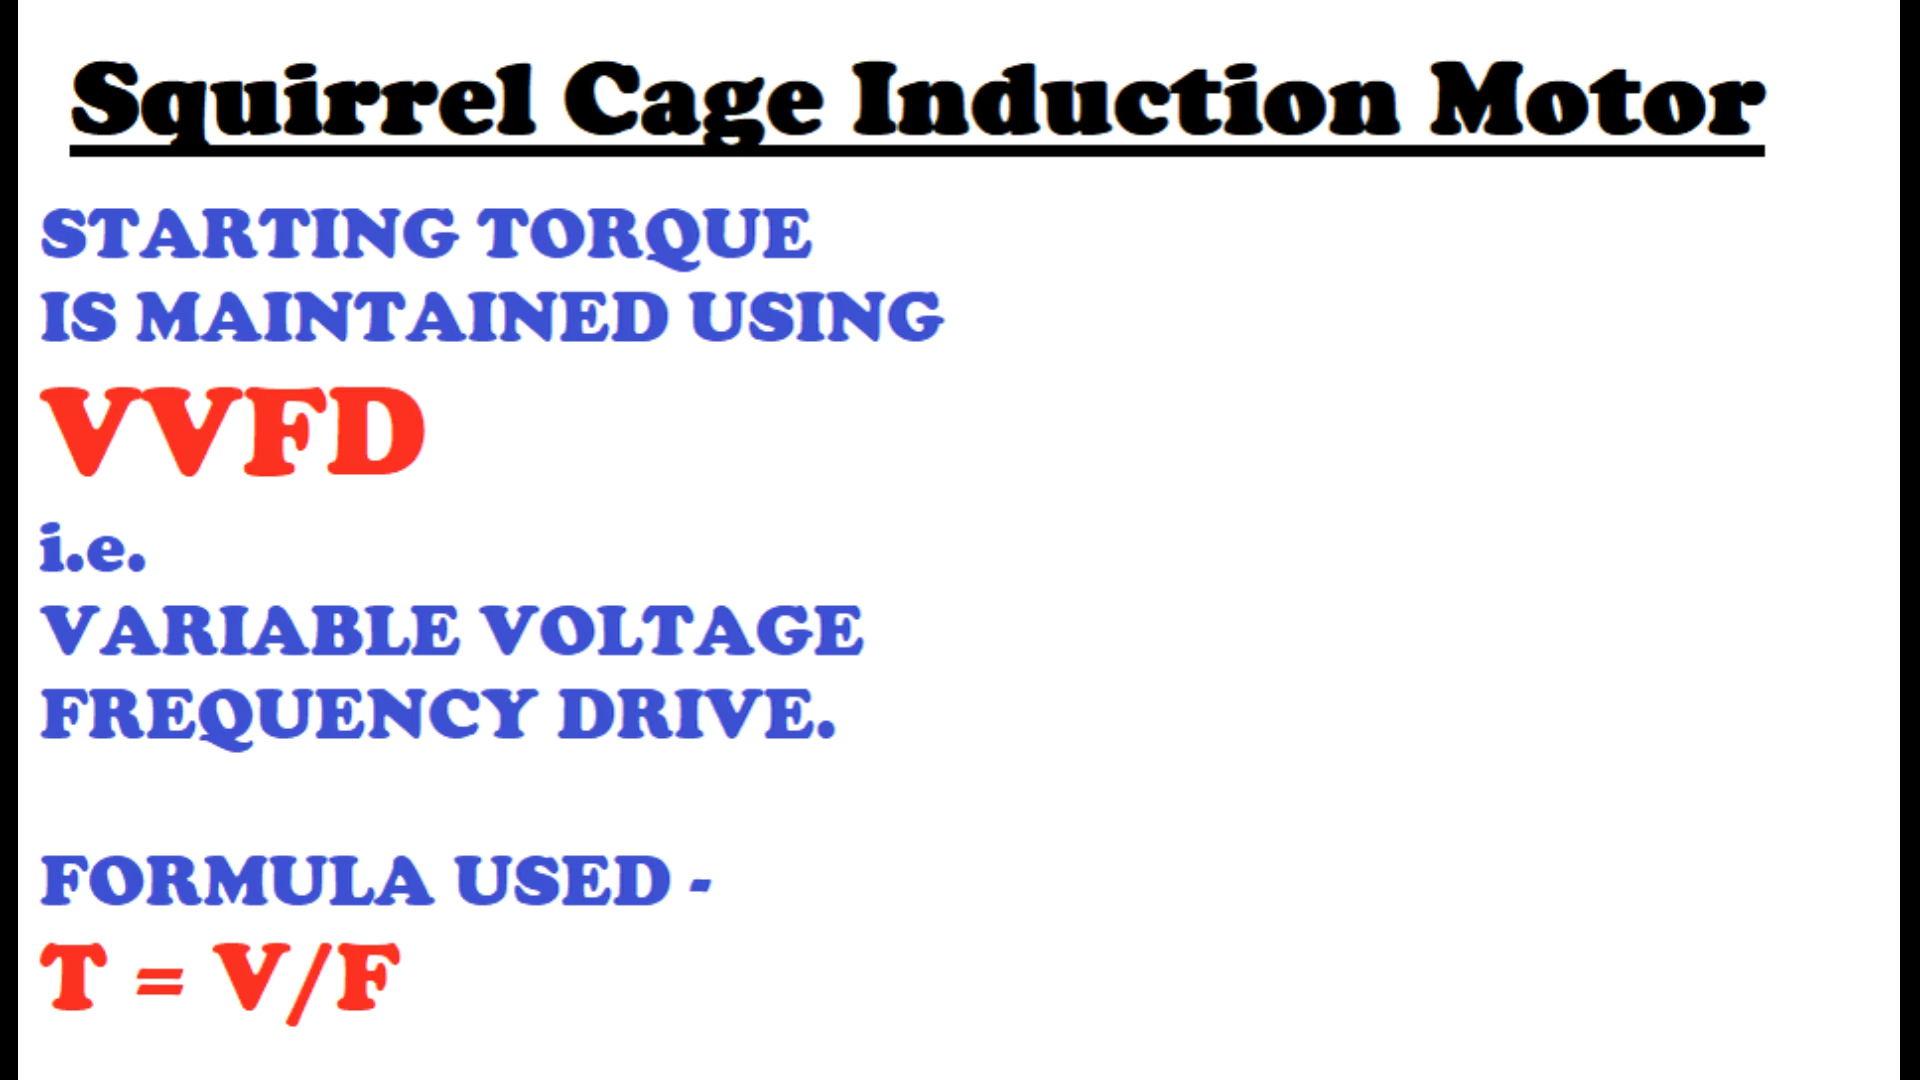 Squirrel Cage Induction Motor
STARTING TORQUE
IS MAINTAINED USING
VVFD
i.e.
VARIABLE VOLTAGE
FREQUENCY DRIVE.
FORMULA USED -
T = V/F